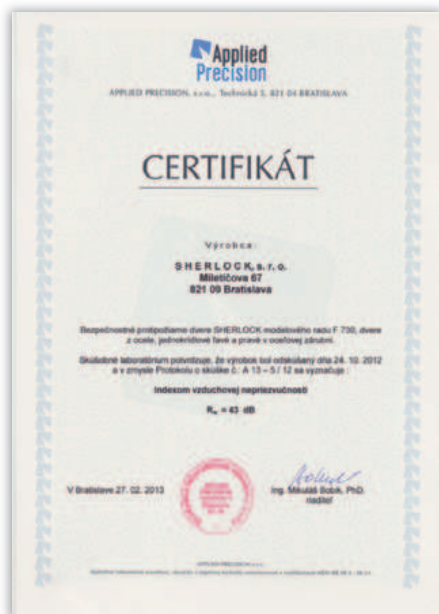 Applied
Precision
APPLIED PRECISION, s.r.o., Technická 5, 821 04 BRATISLAVA
CERTIFIKÁT
Výrobca:
SHERLOCK, s. r. o.
Miletičova 67
821 09 Bratislava
Bezpečnostné protipožiarne dvere SHERLOCK modelového radu F 730, dvere
z ocele, jednokrídlové ľavé a pravé v oceľovej zárubni.
Skúšobné laboratórium potvrdzuje, že výrobok bol odskúšaný dňa 24. 10. 2012
a v zmysle Protokolu o skúške č.: A 13 – 5 / 12 sa vyznačuje :
Indexom vzduchovej nepriezvučnosti
Rw = 43 dB
V Bratislave 27. 02. 2013
Ing. Mikuláš Bobík, PhD.
riaditeľ
APPLIED PRECISION s.r.o.